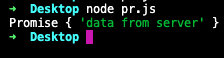 ➜ Desktop node pr.js
Promise { 'data from server' }
➜ Desktop